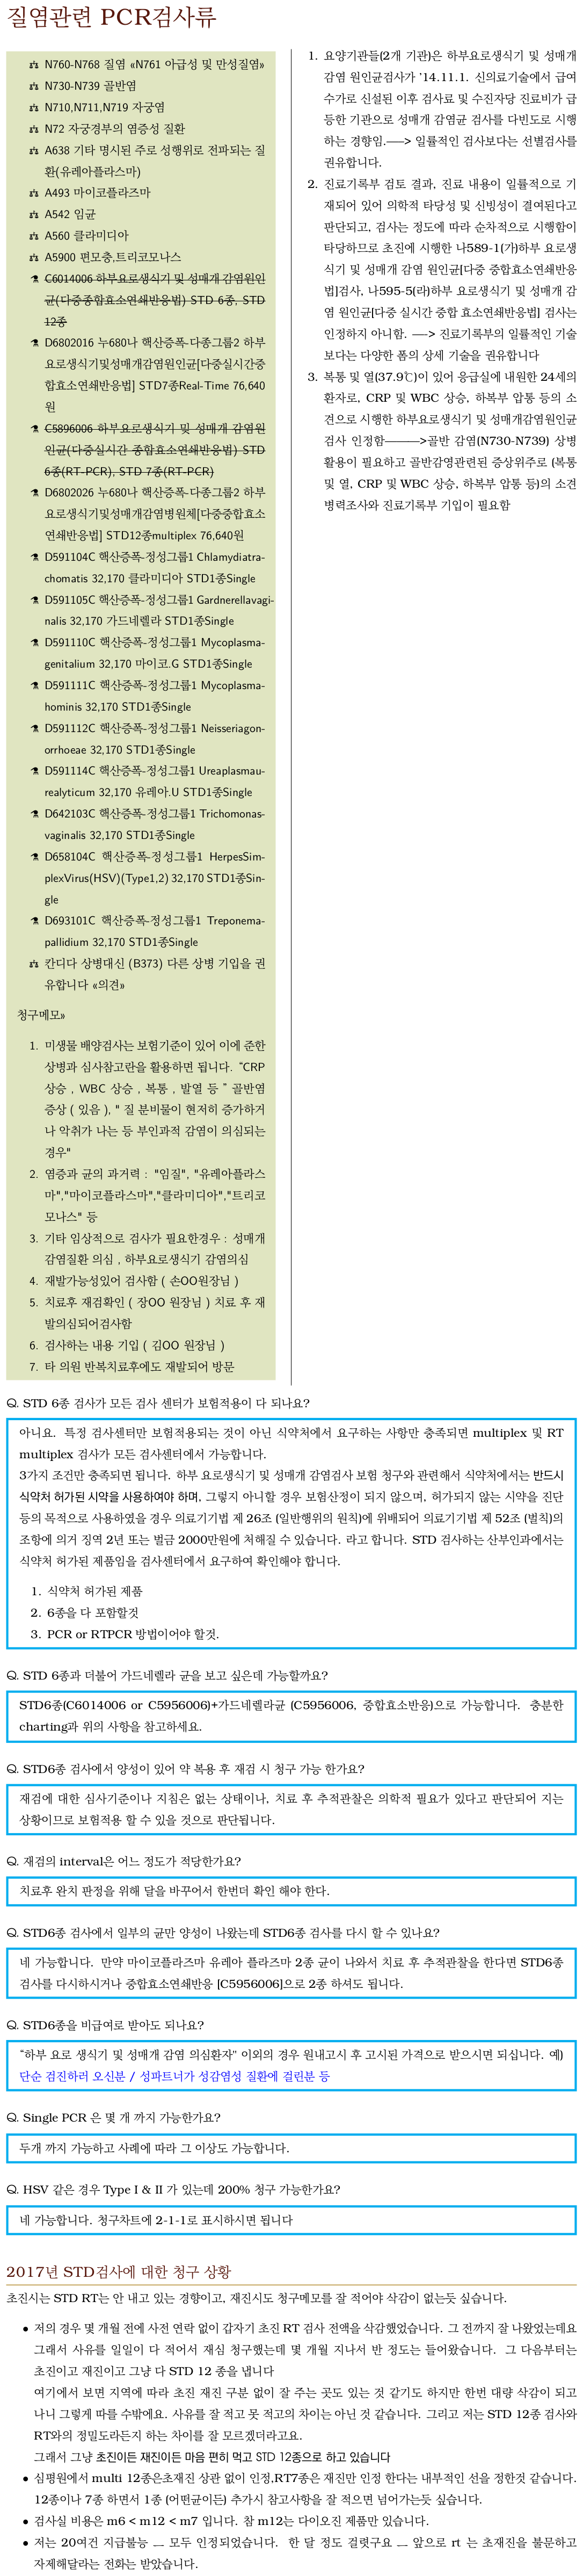 질염관련 PCR검사류
N760-N768 질염 «N761 아급성 및 만성질염»
N730-N739 골반염
N710,N711,N719 자궁염
N72 자궁경부의 염증성 질환
A638 기타 명시된 주로 성행위로 전파되는 질
환(유레아플라스마)
A493 마이코플라즈마
A542 임균
A560 클라미디아
A5900 편모충,트리코모나스
C6014006 하부요로생식기 및 성매개 감염원인
균(다중중합효소연쇄반응법) STD 6종, STD
12종
D6802016 누680나 핵산증폭-다종그룹2 하부
요로생식기및성매개감염원인균[다중실시간중
합효소연쇄반응법] STD7종Real-Time 76,640
원
C5896006 하부요로생식기 및 성매개 감염원
인균(다중실시간 중합효소연쇄반응법) STD
6종(RT-PCR), STD 7종(RT-PCR)
D6802026 누680나 핵산증폭-다종그룹2 하부
요로생식기및성매개감염병원체[다중중합효소
연쇄반응법] STD12종multiplex 76,640원
D591104C 핵산증폭-정성그룹1 Chlamydiatra-
chomatis 32,170 클라미디아 STD1종Single
D591105C 핵산증폭-정성그룹1 Gardnerellavagi-
nalis 32,170 가드네렐라 STD1종Single
D591110C 핵산증폭-정성그룹1 Mycoplasma-
genitalium 32,170 마이코.G STD1종Single
D591111C 핵산증폭-정성그룹1 Mycoplasma-
hominis 32,170 STD1종Single
D591112C 핵산증폭-정성그룹1 Neisseriagon-
orrhoeae 32,170 STD1종Single
D591114C 핵산증폭-정성그룹1 Ureaplasmau-
realyticum 32,170 유레아.U STD1종Single
D642103C 핵산증폭-정성그룹1 Trichomonas-
vaginalis 32,170 STD1종Single
D658104C 핵산증폭-정성그룹1 HerpesSim-
plexVirus(HSV)(Type1,2) 32,170 STD1종Sin-
gle
D693101C 핵산증폭-정성그룹1 Treponema-
pallidium 32,170 STD1종Single
칸디다 상병대신 (B373) 다른 상병 기입을 권
유합니다 «의견»
청구메모»
1. 미생물 배양검사는 보험기준이 있어 이에 준한
상병과 심사참고란을 활용하면 됩니다. "CRP
상승 , WBC 상승 , 복통 , 발열 등 " 골반염
증상 ( 있음 ), " 질 분비물이 현저히 증가하거
나 악취가 나는 등 부인과적 감염이 의심되는
경우"
2. 염증과 균의 과거력 : "임질", "유레아플라스
마","마이코플라스마","클라미디아","트리코
모나스" 등
3. 기타 임상적으로 검사가 필요한경우 : 성매개
감염질환 의심 , 하부요로생식기 감염의심
4. 재발가능성있어 검사함 ( 손OO원장님 )
5. 치료후 재검확인 ( 장OO 원장님 ) 치료 후 재
발의심되어검사함
6. 검사하는 내용 기입 ( 김OO 원장님 )
7. 타 의원 반복치료후에도 재발되어 방문
1. 요양기관들(2개 기관)은 하부요로생식기 및 성매개
감염 원인균검사가 '14.11.1. 신의료기술에서 급여
수가로 신설된 이후 검사료 및 수진자당 진료비가 급
등한 기관으로 성매개 감염균 검사를 다빈도로 시행
하는 경향임.—-> 일률적인 검사보다는 선별검사를
권유합니다.
2. 진료기록부 검토 결과, 진료 내용이 일률적으로 기
재되어 있어 의학적 타당성 및 신빙성이 결여된다고
판단되고, 검사는 정도에 따라 순차적으로 시행함이
타당하므로 초진에 시행한 나589-1(가)하부 요로생
식기 및 성매개 감염 원인균[다중 중합효소연쇄반응
법]검사, 나595-5(라)하부 요로생식기 및 성매개 감
염 원인균[다중 실시간 중합 효소연쇄반응법] 검사는
인정하지 아니함. —-> 진료기록부의 일률적인 기술
보다는 다양한 폼의 상세 기술을 권유합니다
3. 복통 및 열(37.9℃)이 있어 응급실에 내원한 24세의
환자로, CRP 및 WBC 상승, 하복부 압통 등의 소
견으로 시행한 하부요로생식기 및 성매개감염원인균
검사 인정함———>골반 감염(N730-N739) 상병
활용이 필요하고 골반감염관련된 증상위주로 (복통
및 열, CRP 및 WBC 상승, 하복부 압통 등)의 소견
병력조사와 진료기록부 기입이 필요함
Q. STD 6종 검사가 모든 검사 센터가 보험적용이 다 되나요?
아니요. 특정 검사센터만 보험적용되는 것이 아닌 식약처에서 요구하는 사항만 충족되면 multiplex 및 RT
multiplex 검사가 모든 검사센터에서 가능합니다.
3가지 조건만 충족되면 됩니다. 하부 요로생식기 및 성매개 감염검사 보험 청구와 관련해서 식약처에서는 반드시
식약처 허가된 시약을 사용하여야 하며, 그렇지 아니할 경우 보험산정이 되지 않으며, 허가되지 않는 시약을 진단
등의 목적으로 사용하였을 경우 의료기기법 제 26조 (일반행위의 원칙)에 위배되어 의료기기법 제 52조 (벌칙)의
조항에 의거 징역 2년 또는 벌금 2000만원에 처해질 수 있습니다. 라고 합니다. STD 검사하는 산부인과에서는
식약처 허가된 제품임을 검사센터에서 요구하여 확인해야 합니다.
1. 식약처 허가된 제품
2. 6종을 다 포함할것
3. PCR or RTPCR 방법이어야 할것.
Q. STD 6종과 더불어 가드네렐라 균을 보고 싶은데 가능할까요?
STD6종(C6014006 or C5956006)+가드네렐라균 (C5956006, 중합효소반응)으로 가능합니다. 충분한
charting과 위의 사항을 참고하세요.
Q. STD6종 검사에서 양성이 있어 약 복용 후 재검 시 청구 가능 한가요?
재검에 대한 심사기준이나 지침은 없는 상태이나, 치료 후 추적관찰은 의학적 필요가 있다고 판단되어 지는
상황이므로 보험적용 할 수 있을 것으로 판단됩니다.
Q. 재검의 interval은 어느 정도가 적당한가요?
치료후 완치 판정을 위해 달을 바꾸어서 한번더 확인 해야 한다.
Q. STD6종 검사에서 일부의 균만 양성이 나왔는데 STD6종 검사를 다시 할 수 있나요?
네 가능합니다. 만약 마이코플라즈마 유레아 플라즈마 2종 균이 나와서 치료 후 추적관찰을 한다면 STD6종
검사를 다시하시거나 중합효소연쇄반응 [C5956006]으로 2종 하셔도 됩니다.
Q. STD6종을 비급여로 받아도 되나요?
"하부 요로 생식기 및 성매개 감염 의심환자" 이외의 경우 원내고시 후 고시된 가격으로 받으시면 되십니다. 예)
단순 검진하러 오신분 / 성파트너가 성감염성 질환에 걸린분 등
Q. Single PCR 은 몇 개 까지 가능한가요?
두개 까지 가능하고 사례에 따라 그 이상도 가능합니다.
Q. HSV 같은 경우 Type I & II 가 있는데 200% 청구 가능한가요?
네 가능합니다. 청구차트에 2-1-1로 표시하시면 됩니다
2017년 STD검사에 대한 청구 상황
초진시는 STD RT는 안 내고 있는 경향이고, 재진시도 청구메모를 잘 적어야 삭감이 없는듯 싶습니다.
• 저의 경우 몇 개월 전에 사전 연락 없이 갑자기 초진 RT 검사 전액을 삭감했었습니다. 그 전까지 잘 나왔었는데요
그래서 사유를 일일이 다 적어서 재심 청구했는데 몇 개월 지나서 반 정도는 들어왔습니다. 그 다음부터는
초진이고 재진이고 그냥 다 STD 12 종을 냅니다
여기에서 보면 지역에 따라 초진 재진 구분 없이 잘 주는 곳도 있는 것 같기도 하지만 한번 대량 삭감이 되고
나니 그렇게 따를 수밖에요. 사유를 잘 적고 못 적고의 차이는 아닌 것 같습니다. 그리고 저는 STD 12종 검사와
RT와의 정밀도라든지 하는 차이를 잘 모르겠더라고요.
그래서 그냥 초진이든 재진이든 마음 편히 먹고 STD 12종으로 하고 있습니다
• 심평원에서 multi 12종은초재진 상관 없이 인정,RT7종은 재진만 인정 한다는 내부적인 선을 정한것 같습니다.
12종이나 7종 하면서 1종 (어떤균이든) 추가시 참고사항을 잘 적으면 넘어가는듯 싶습니다.
• 검사실 비용은 m6 < m12 < m7 입니다. 참 m12는 다이오진 제품만 있습니다.
• 저는 20여건 지급불능 ... 모두 인정되었습니다. 한 달 정도 걸렷구요 ... 앞으로 rt 는 초재진을 불문하고
자제해달라는 전화는 받았습니다.